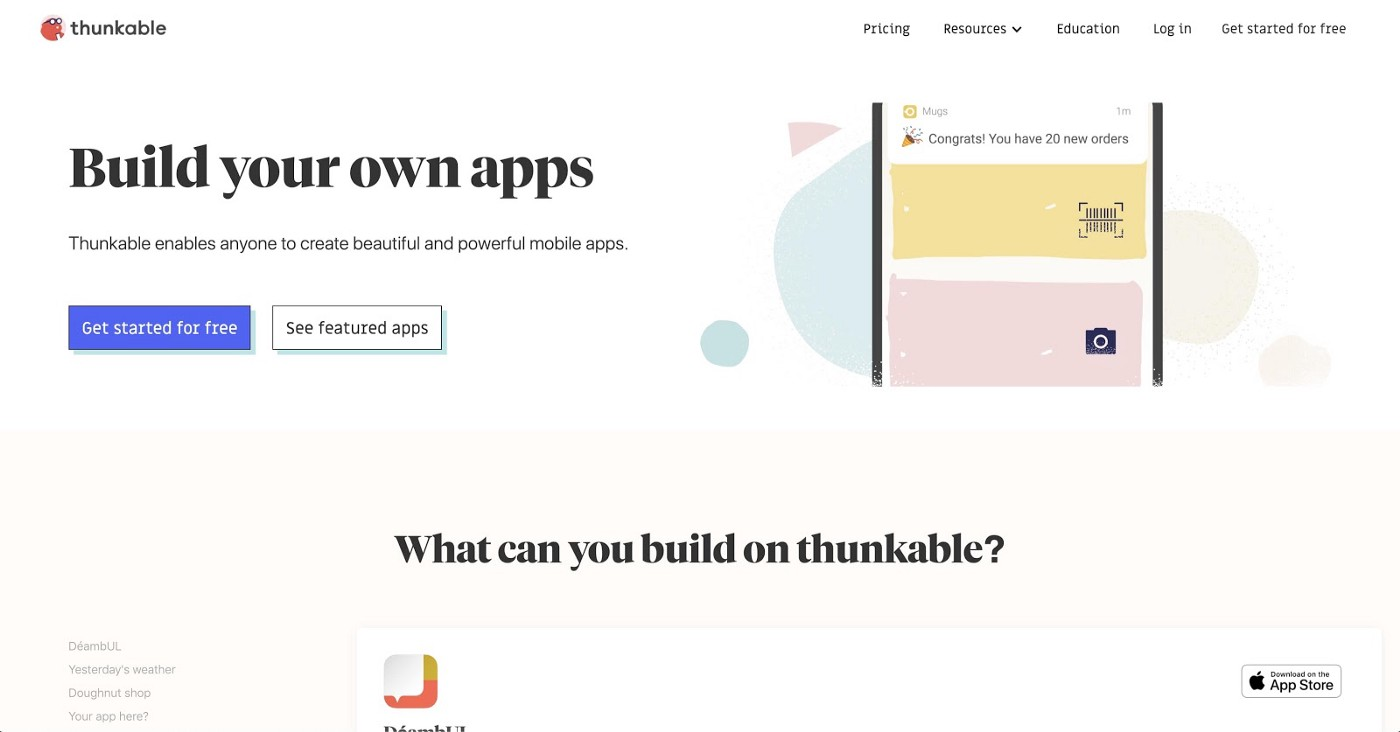 thunkable
Pricing
Resources
Education
Log in
Get started for free
Mugs
1m
Congrats! You have 20 new orders
Build your own apps
Thunkable enables anyone to create beautiful and powerful mobile apps.
Get started for free
See featured apps
What can you build on thunkable?
DéambUL
Yesterday's weather
Doughnut shop
Your app here?
Download on the
App Store
DéambUL